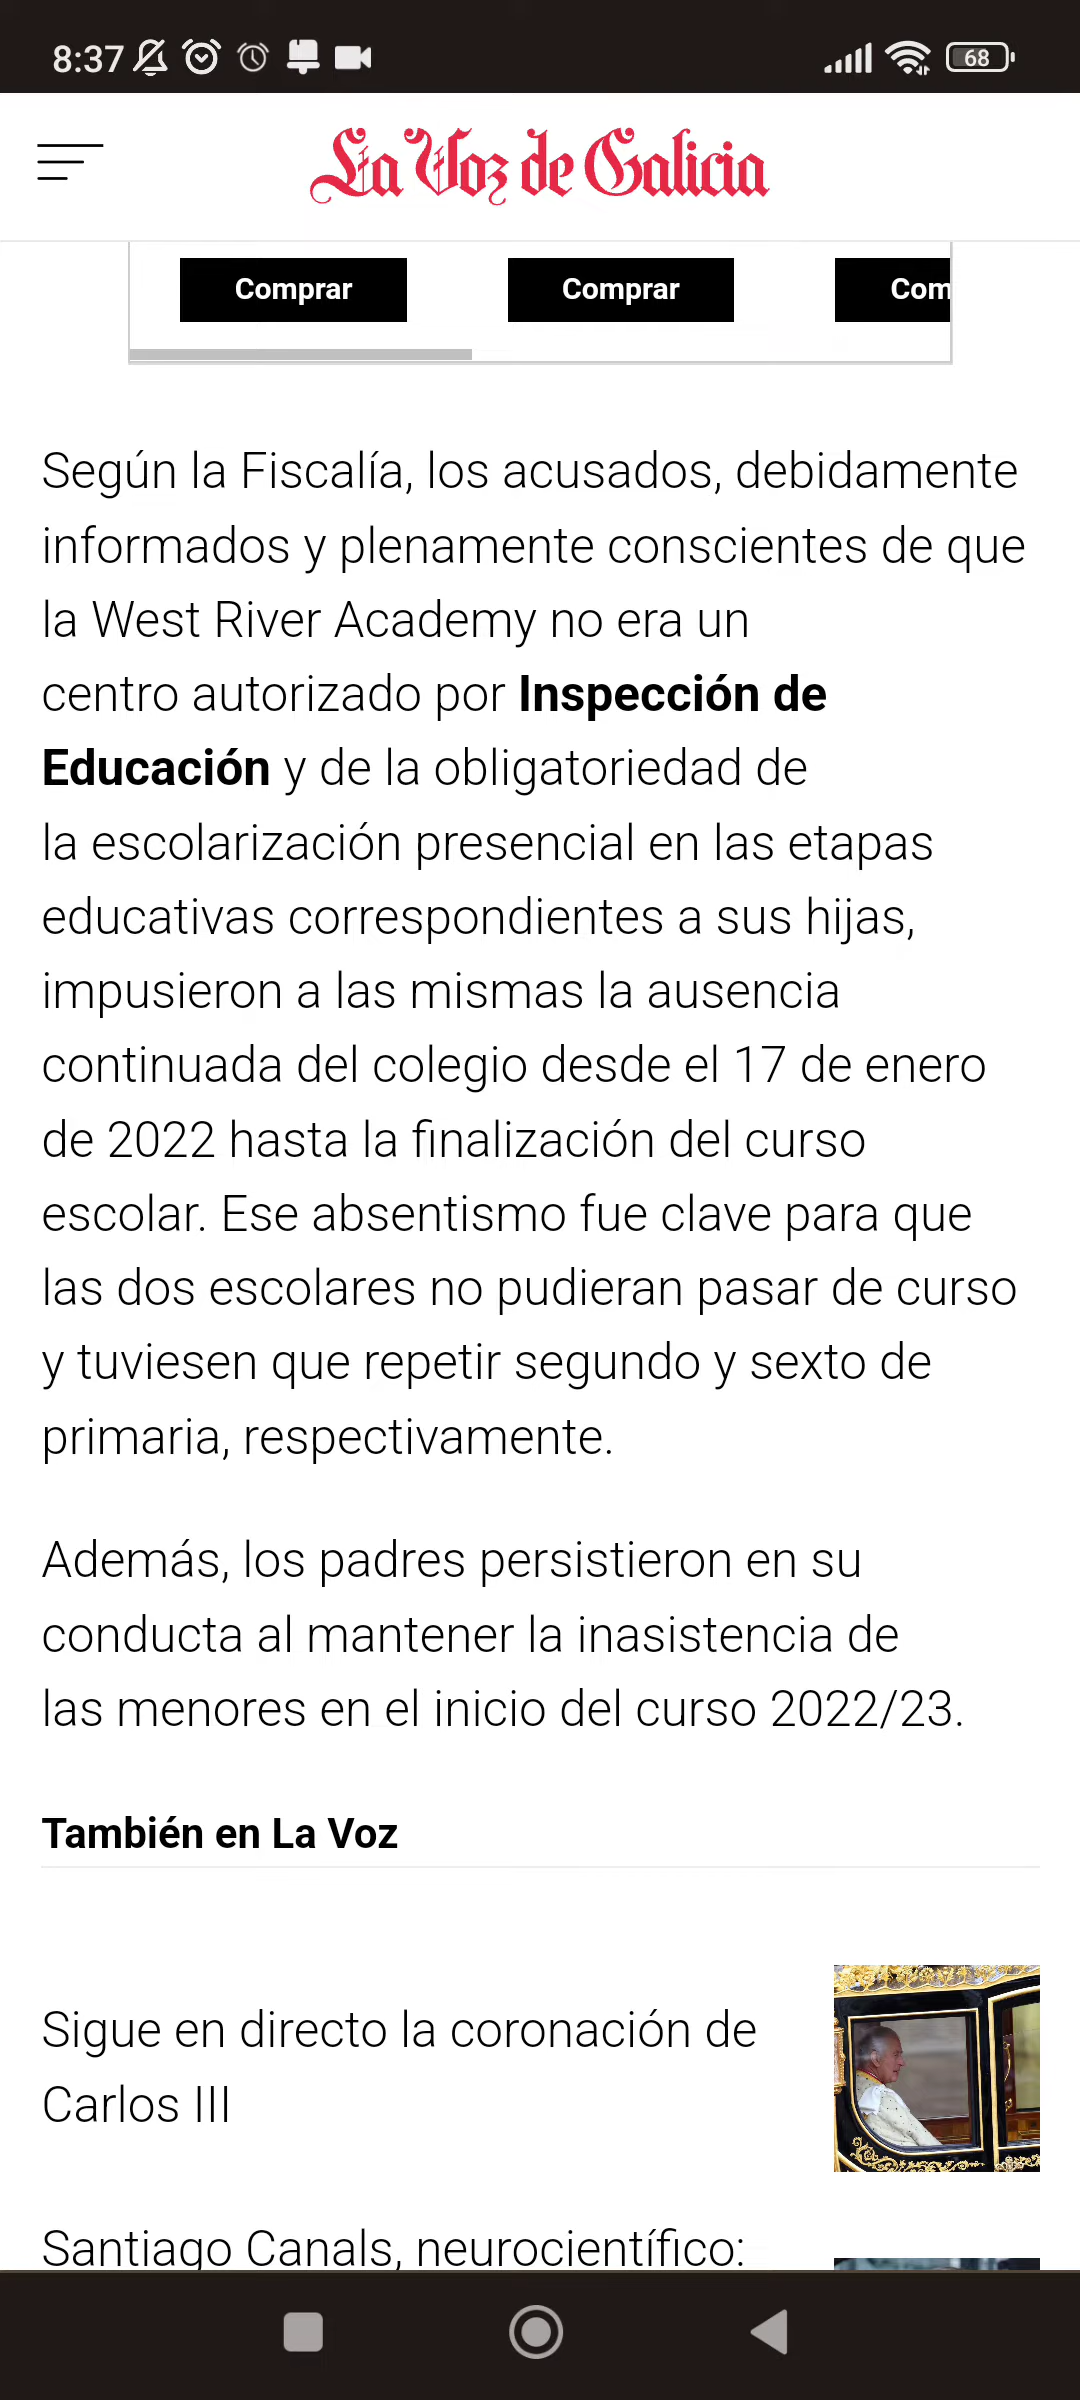 8:37
68
La Voz de Galicia
Comprar
Comprar
Com
Según la Fiscalía, los acusados, debidamente
informados y plenamente conscientes de que
la West River Academy no era un
centro autorizado por Inspección de
Educación y de la obligatoriedad de
la escolarización presencial en las etapas
educativas correspondientes a sus hijas,
impusieron a las mismas la ausencia
continuada del colegio desde el 17 de enero
de 2022 hasta la finalización del curso
escolar. Ese absentismo fue clave para que
las dos escolares no pudieran pasar de curso
y tuviesen que repetir segundo y sexto de
primaria, respectivamente.
Además, los padres persistieron en su
conducta al mantener la inasistencia de
las menores en el inicio del curso 2022/23.
También en La Voz
Sigue en directo la coronación de
Carlos III
Santiago Canals, neurocientífico: